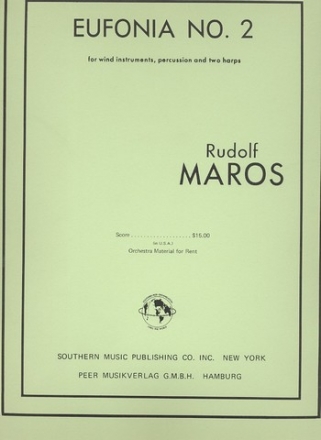 EUFONIA NO. 2
for wind instruments, percussion and two harps
Rudolf
MAROS
Score .................... $15.00
(in U.S.A.)
Orchestra Material for Rent
SOUTHERN MUSIC PUBLISHING CO. INC. NEW YORK
PEER MUSIKVERLAG G.M.B.H. HAMBURG